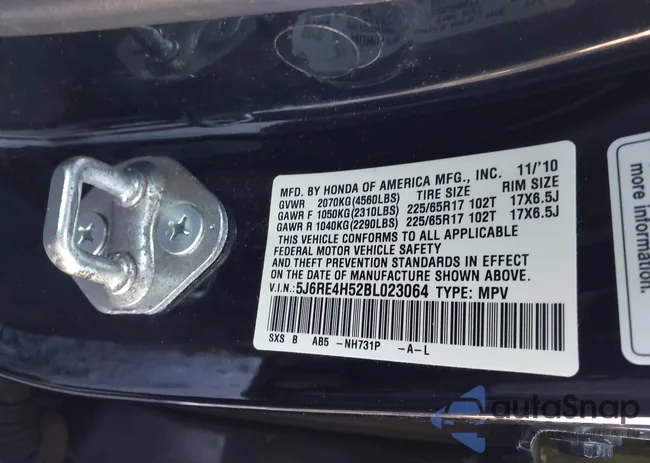 MFD. BY HONDA OF AMERICA MFG., INC. 11/'10
GVWR 2070KG(4560LBS) TIRE SIZE RIM SIZE
GAWR F 1050KG(2310LBS) 225/65R17 102T 17X6.5J
GAWR R 1040KG(2290LBS) 225/65R17 102T 17X6.5J
THIS VEHICLE CONFORMS TO ALL APPLICABLE
FEDERAL MOTOR VEHICLE SAFETY
AND THEFT PREVENTION STANDARDS IN EFFECT
ON THE DATE OF MANUFACTURE SHOWN ABOVE.
V.I.N.: 5J6RE4H52BL023064 TYPE: MPV
SXS B AB5 -NH731P -A-L
autoSnap